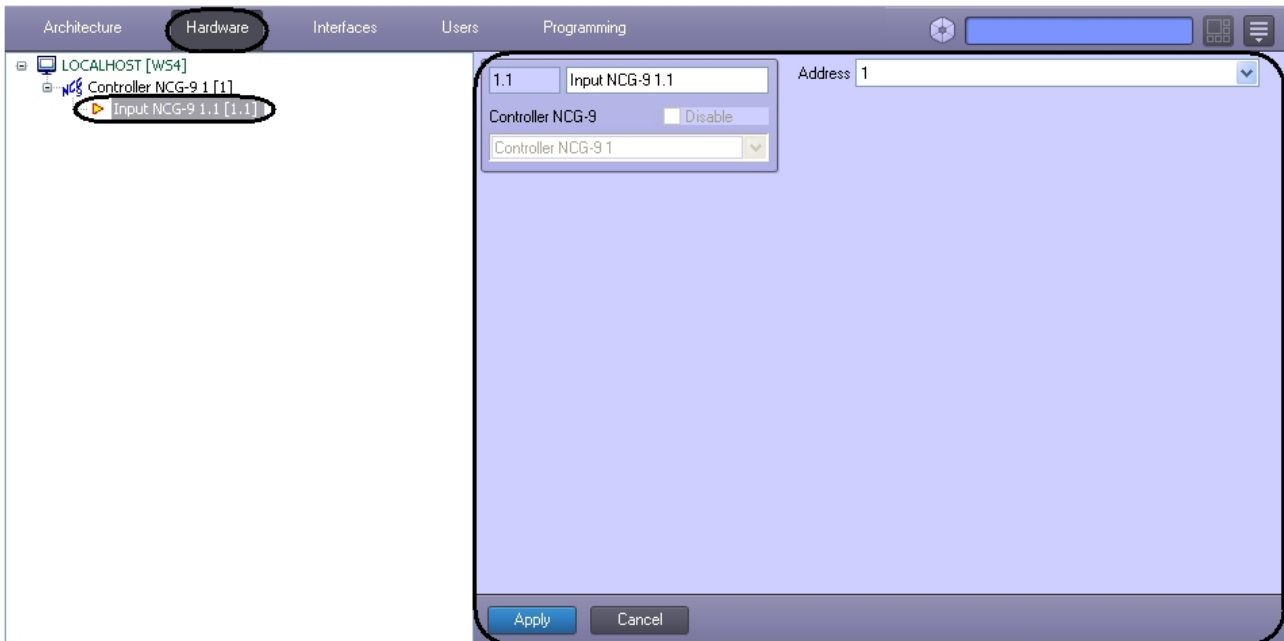 Architecture Hardware Interfaces Users Programming
LOCALHOST [WS4]
NCG Controller NCG-9 1 [1]
Input NCG-9 1.1 [1.1]
1.1 Input NCG-9 1.1
Controller NCG-9 Disable
Controller NCG-9 1
Address 1
Apply Cancel